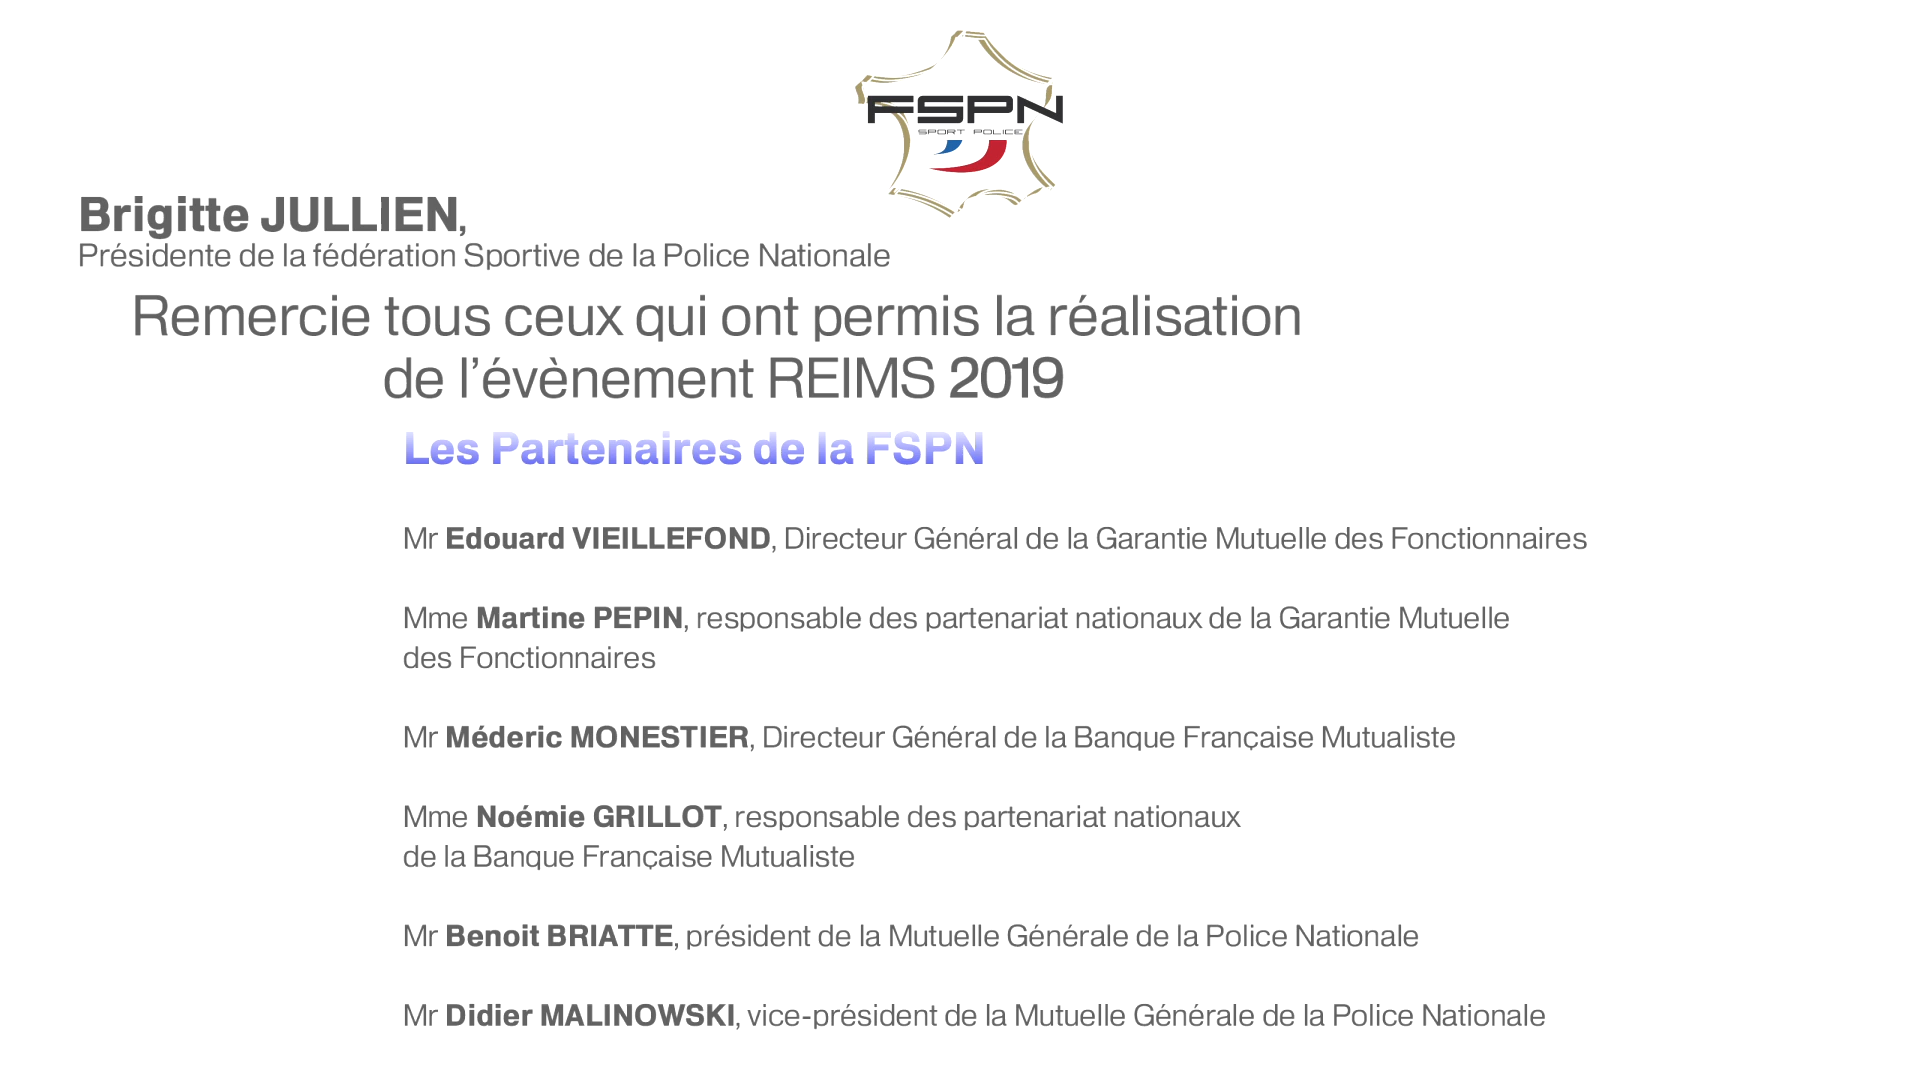 FSPN
SPORT POLICE
Brigitte JULLIEN,
Présidente de la fédération Sportive de la Police Nationale
Remercie tous ceux qui ont permis la réalisation
de l’évènement REIMS 2019
Les Partenaires de la FSPN
Mr Edouard VIEILLEFOND, Directeur Général de la Garantie Mutuelle des Fonctionnaires
Mme Martine PEPIN, responsable des partenariat nationaux de la Garantie Mutuelle
des Fonctionnaires
Mr Méderic MONESTIER, Directeur Général de la Banque Française Mutualiste
Mme Noémie GRILLOT, responsable des partenariat nationaux
de la Banque Française Mutualiste
Mr Benoit BRIATTE, président de la Mutuelle Générale de la Police Nationale
Mr Didier MALINOWSKI, vice-président de la Mutuelle Générale de la Police Nationale